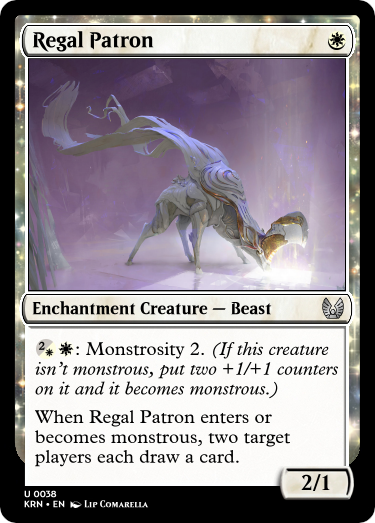 Regal Patron
Enchantment Creature — Beast
2: Monstrosity 2. (If this creature
isn't monstrous, put two +1/+1 counters
on it and it becomes monstrous.)
When Regal Patron enters or
becomes monstrous, two target
players each draw a card.
2/1
U 0038
KRN • EN Lip Comarella